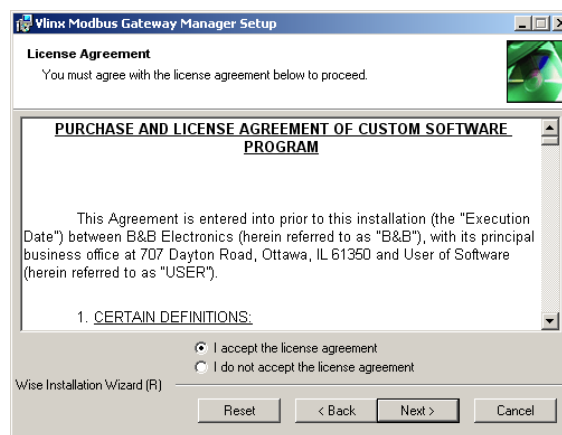 Vlinx Modbus Gateway Manager Setup
License Agreement
You must agree with the license agreement below to proceed.
PURCHASE AND LICENSE AGREEMENT OF CUSTOM SOFTWARE
PROGRAM
This Agreement is entered into prior to this installation (the "Execution
Date") between B&B Electronics (herein referred to as "B&B"), with its principal
business office at 707 Dayton Road, Ottawa, IL 61350 and User of Software
(herein referred to as "USER").
1. CERTAIN DEFINITIONS:
I accept the license agreement
I do not accept the license agreement
Wise Installation Wizard (R)
Reset
< Back
Next >
Cancel